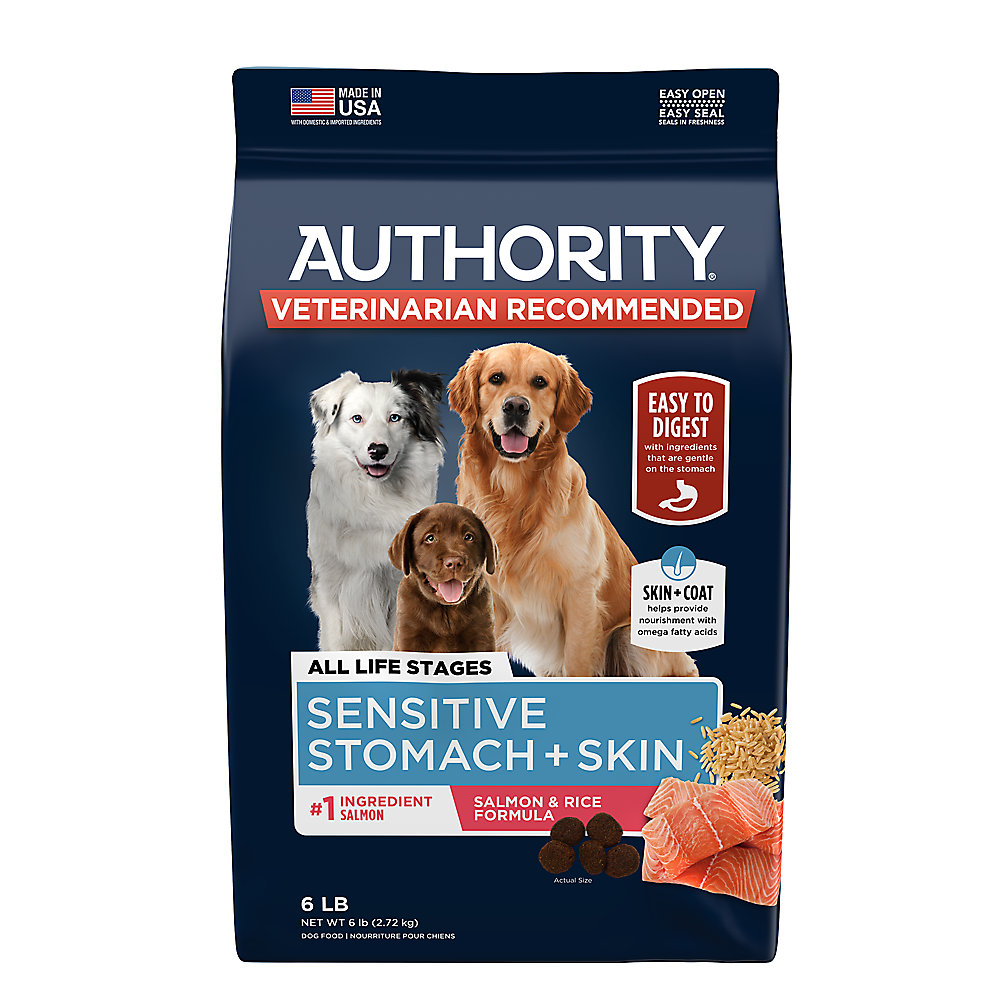 MADE IN
USA
WITH DOMESTIC & IMPORTED INGREDIENTS
EASY OPEN
EASY SEAL
SEALS IN FRESHNESS
AUTHORITY®
VETERINARIAN RECOMMENDED
EASY TO
DIGEST
with ingredients
that are gentle
on the stomach
SKIN + COAT
helps provide
nourishment with
omega fatty acids
ALL LIFE STAGES
SENSITIVE
STOMACH + SKIN
#1 INGREDIENT
SALMON
SALMON & RICE
FORMULA
Actual Size
6 LB
NET WT 6 lb (2.72 kg)
DOG FOOD | NOURRITURE POUR CHIENS